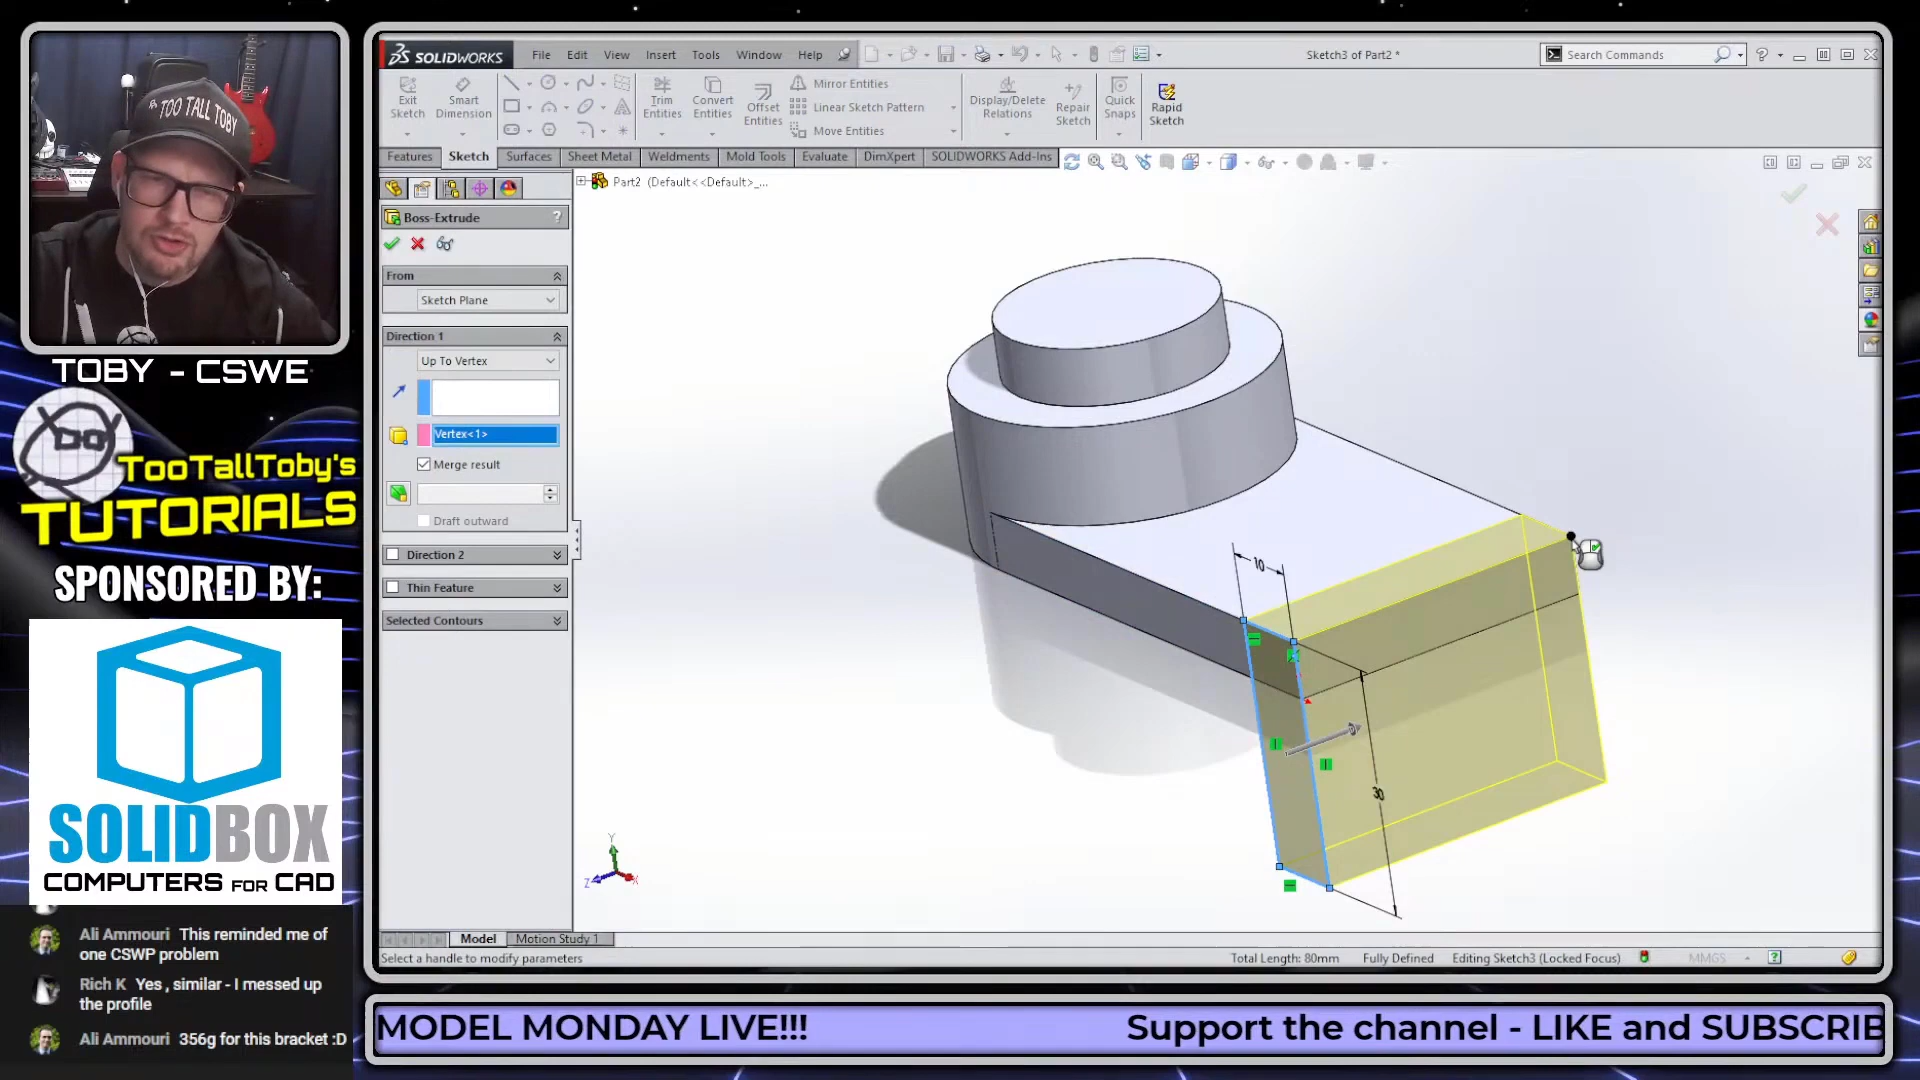 TOO TALL TOBY
TOBY - CSWE
TooTallToby's
TUTORIALS
SPONSORED BY:
SOLIDBOX
COMPUTERS FOR CAD
Ali Ammouri This reminded me of
one CSWP problem
Rich K Yes , similar - I messed up
the profile
Ali Ammouri 356g for this bracket :D
SOLIDWORKS File Edit View Insert Tools Window Help Sketch3 of Part2 * Search Commands
Exit Sketch
Smart Dimension
Trim Entities
Convert Entities
Offset Entities
Mirror Entities
Linear Sketch Pattern
Move Entities
Display/Delete Relations
Repair Sketch
Quick Snaps
Rapid Sketch
Features Sketch Surfaces Sheet Metal Weldments Mold Tools Evaluate DimXpert SOLIDWORKS Add-Ins
Part2 (Default<<Default>_...
Boss-Extrude ?
From
Sketch Plane
Direction 1
Up To Vertex
Vertex<1>
Merge result
Draft outward
Direction 2
Thin Feature
Selected Contours
10
30
Y
Z X
Model Motion Study 1
Select a handle to modify parameters Total Length: 80mm Fully Defined Editing Sketch3 (Locked Focus) MMGS
MODEL MONDAY LIVE!!! Support the channel - LIKE and SUBSCRIB